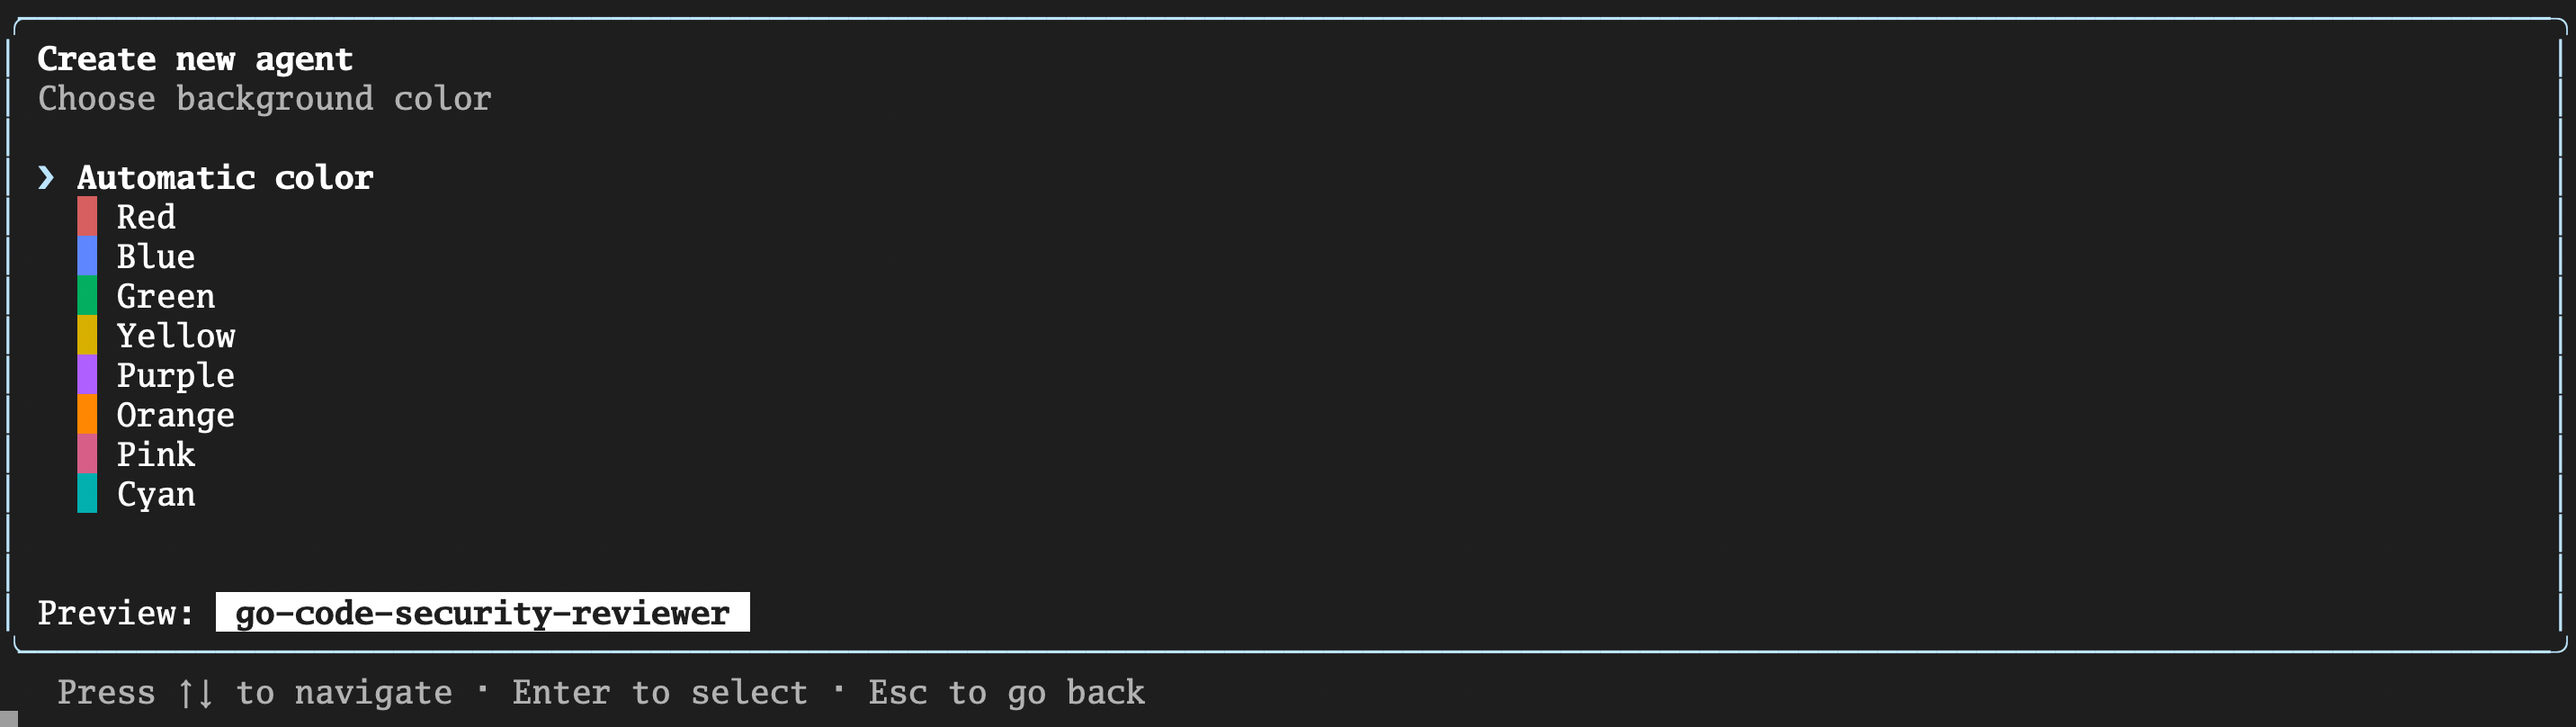 Create new agent
Choose background color
❯ Automatic color
Red
Blue
Green
Yellow
Purple
Orange
Pink
Cyan
Preview: go-code-security-reviewer
Press ↑↓ to navigate · Enter to select · Esc to go back